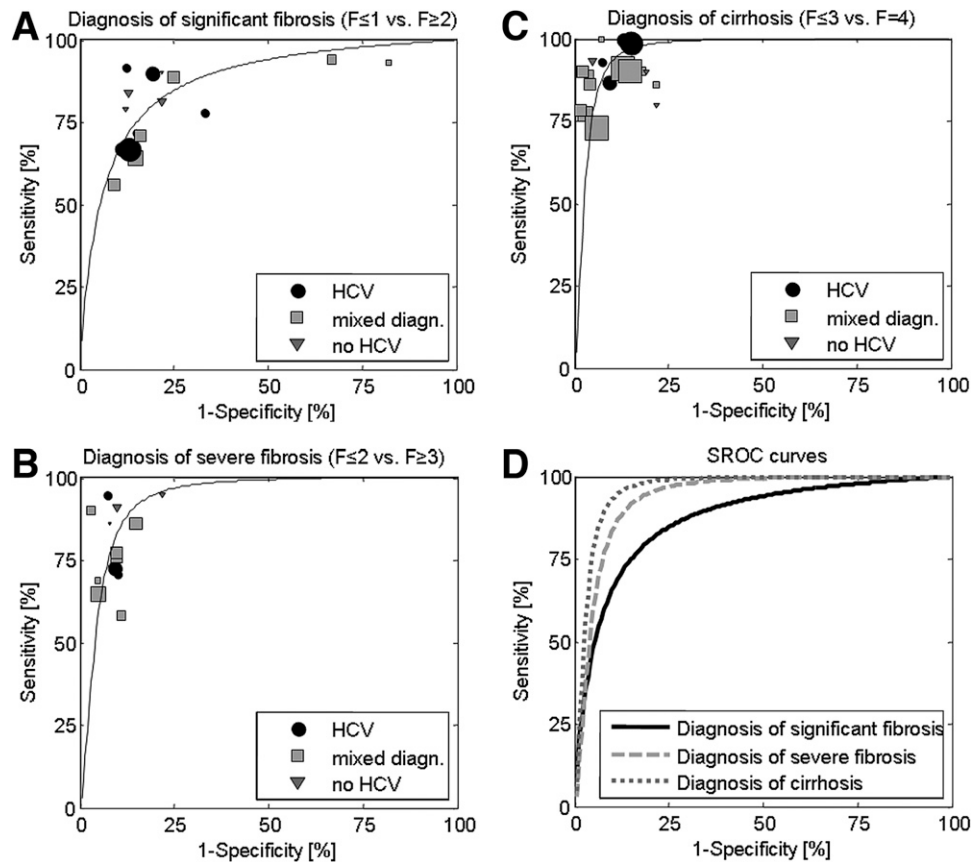 A
Diagnosis of significant fibrosis (F≤1 vs. F≥2)
100
75
50
25
0
Sensitivity [%]
HCV
mixed diagn.
no HCV
0 25 50 75 100
1-Specificity [%]
C
Diagnosis of cirrhosis (F≤3 vs. F=4)
100
75
50
25
0
Sensitivity [%]
HCV
mixed diagn.
no HCV
0 25 50 75 100
1-Specificity [%]
B
Diagnosis of severe fibrosis (F≤2 vs. F≥3)
100
75
50
25
0
Sensitivity [%]
HCV
mixed diagn.
no HCV
0 25 50 75 100
1-Specificity [%]
D
SROC curves
100
75
50
25
0
Sensitivity [%]
Diagnosis of significant fibrosis
Diagnosis of severe fibrosis
Diagnosis of cirrhosis
0 25 50 75 100
1-Specificity [%]